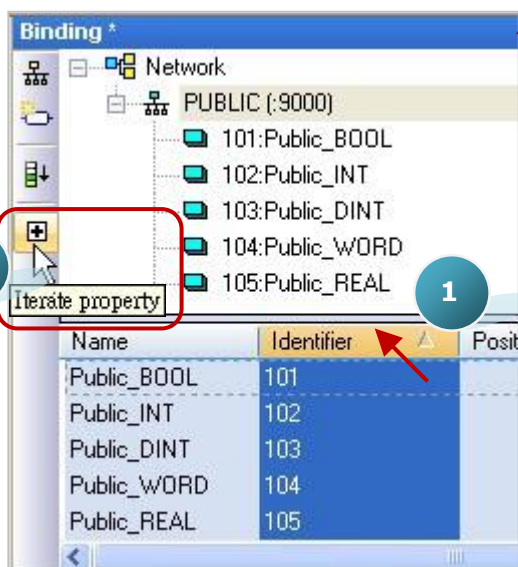 Binding *
Network
PUBLIC (:9000)
101:Public_BOOL
102:Public_INT
103:Public_DINT
104:Public_WORD
105:Public_REAL
Iterate property
1
Name Identifier Posit
Public_BOOL 101
Public_INT 102
Public_DINT 103
Public_WORD 104
Public_REAL 105